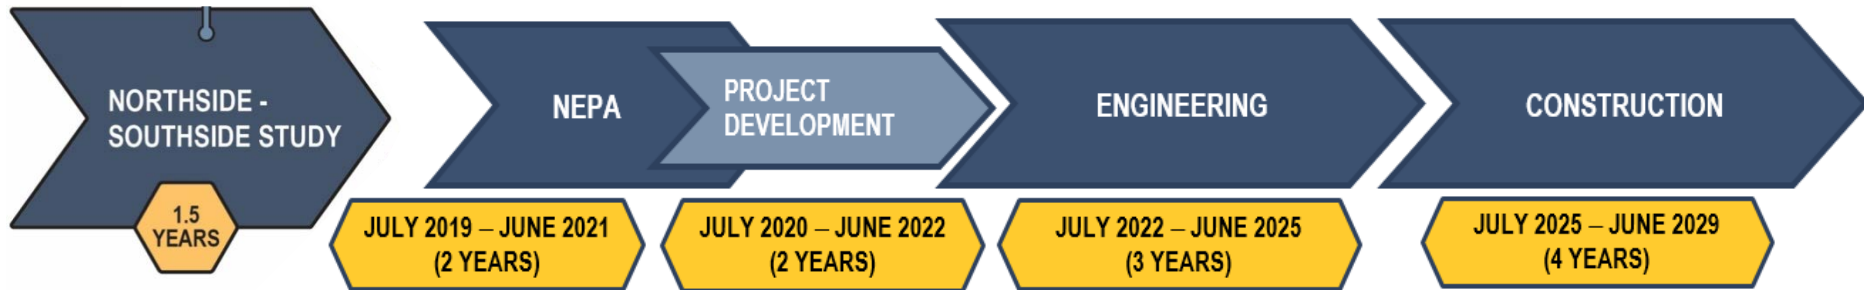 NORTHSIDE -
SOUTHSIDE STUDY
1.5
YEARS
NEPA
PROJECT
DEVELOPMENT
ENGINEERING
CONSTRUCTION
JULY 2019 – JUNE 2021
(2 YEARS)
JULY 2020 – JUNE 2022
(2 YEARS)
JULY 2022 – JUNE 2025
(3 YEARS)
JULY 2025 – JUNE 2029
(4 YEARS)